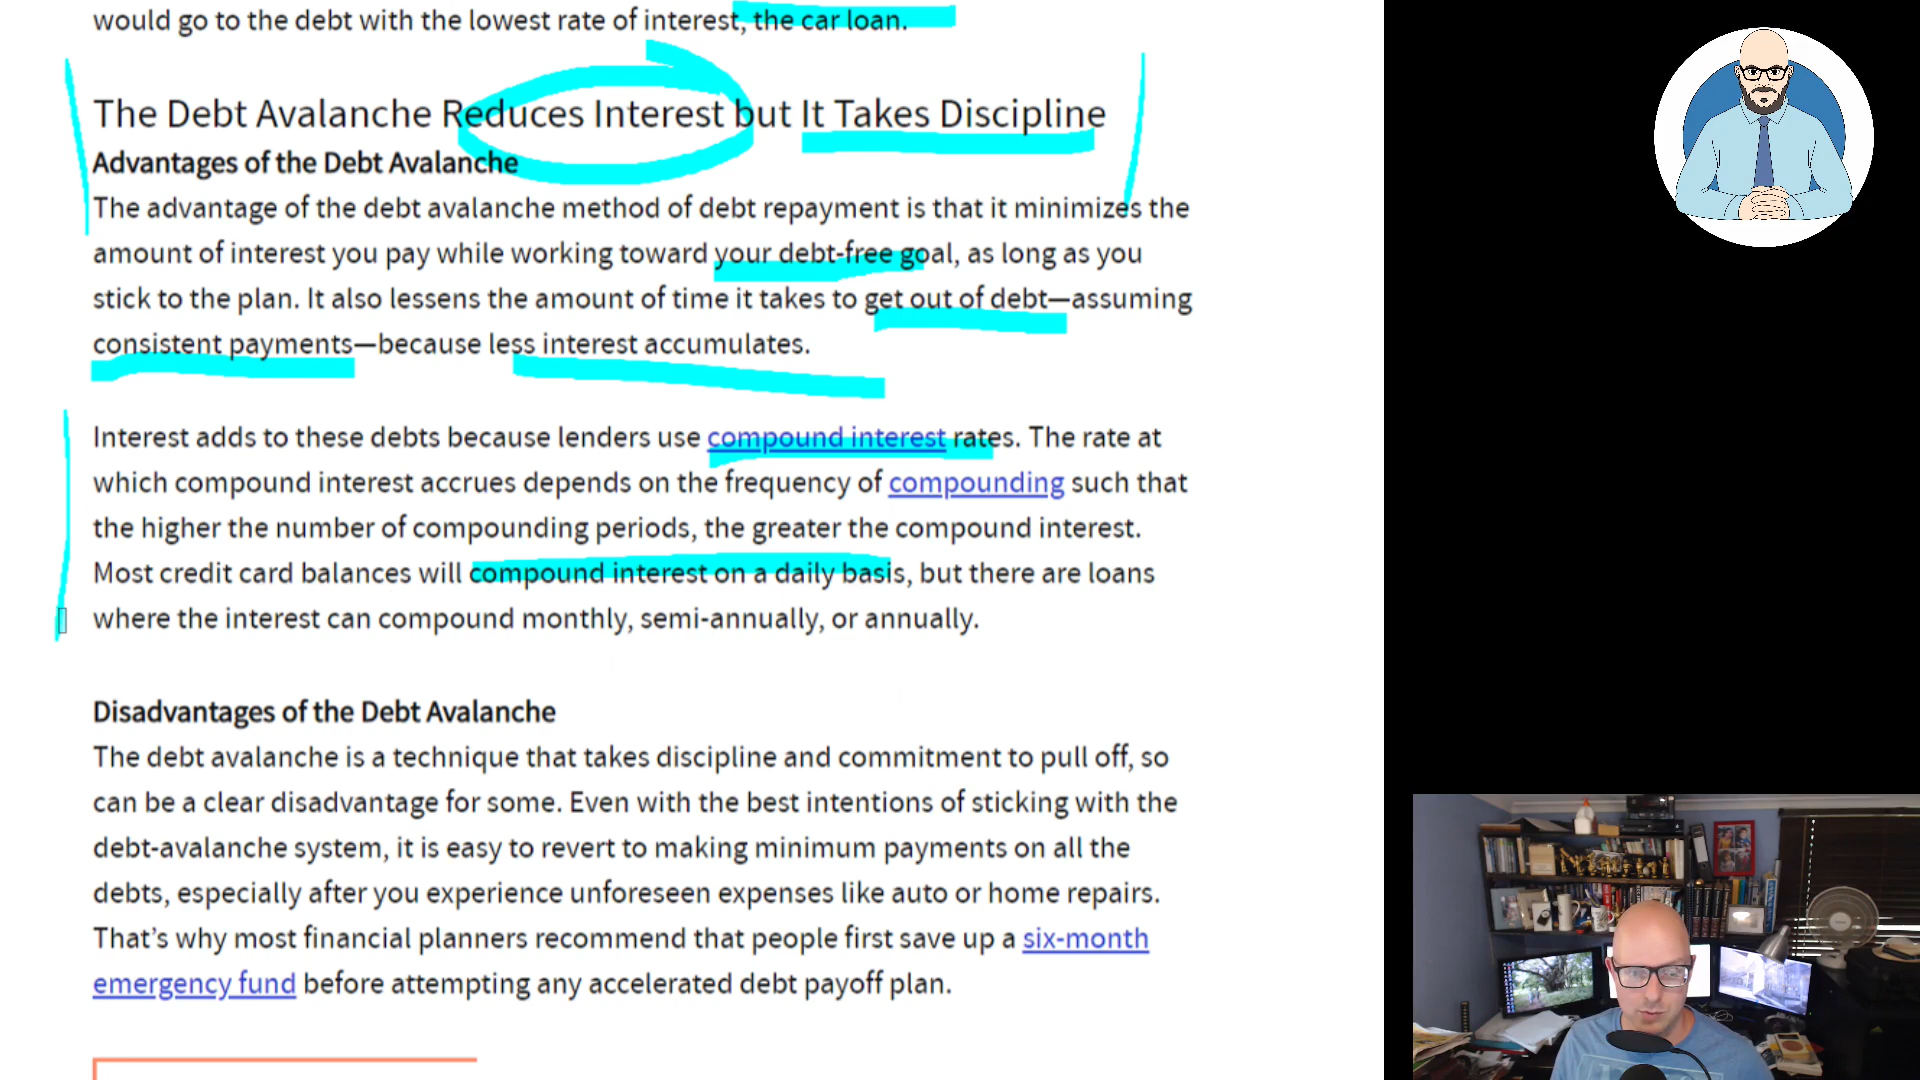 would go to the debt with the lowest rate of interest, the car loan.
The Debt Avalanche Reduces Interest but It Takes Discipline
Advantages of the Debt Avalanche
The advantage of the debt avalanche method of debt repayment is that it minimizes the
amount of interest you pay while working toward your debt-free goal, as long as you
stick to the plan. It also lessens the amount of time it takes to get out of debt—assuming
consistent payments—because less interest accumulates.
Interest adds to these debts because lenders use compound interest rates. The rate at
which compound interest accrues depends on the frequency of compounding such that
the higher the number of compounding periods, the greater the compound interest.
Most credit card balances will compound interest on a daily basis, but there are loans
where the interest can compound monthly, semi-annually, or annually.
Disadvantages of the Debt Avalanche
The debt avalanche is a technique that takes discipline and commitment to pull off, so
can be a clear disadvantage for some. Even with the best intentions of sticking with the
debt-avalanche system, it is easy to revert to making minimum payments on all the
debts, especially after you experience unforeseen expenses like auto or home repairs.
That’s why most financial planners recommend that people first save up a six-month
emergency fund before attempting any accelerated debt payoff plan.